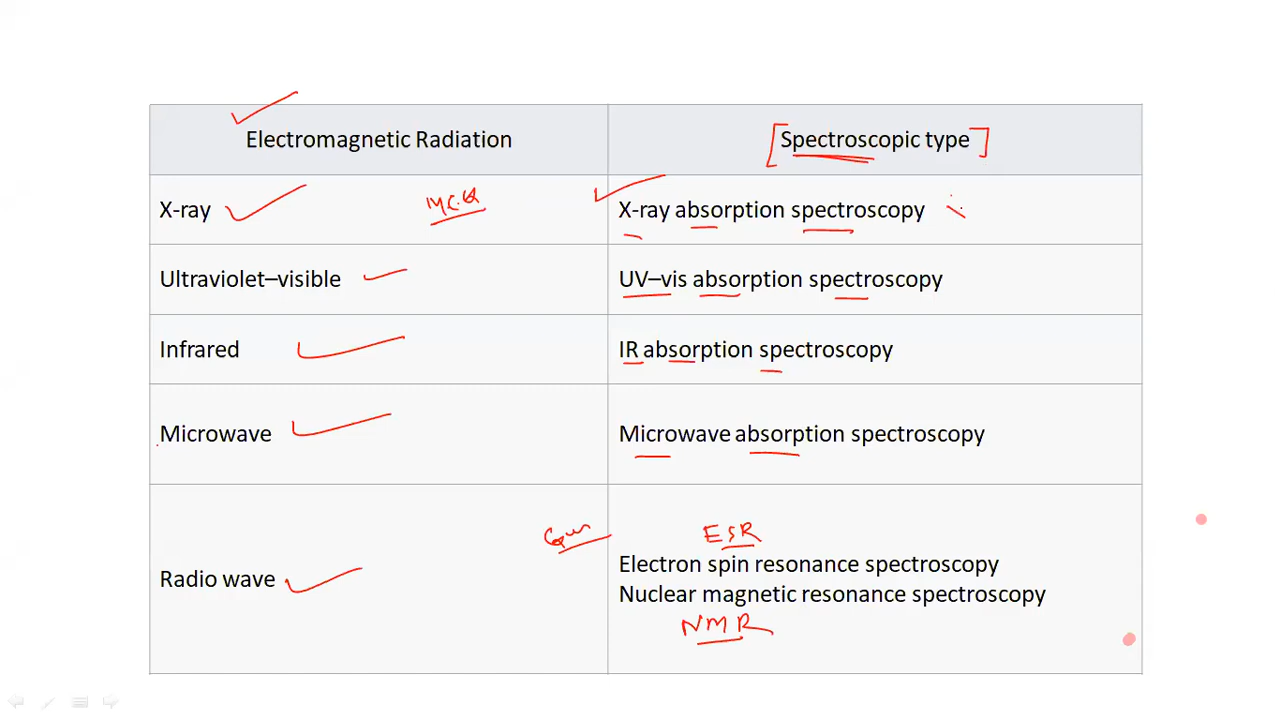 Electromagnetic Radiation
Spectroscopic type
X-ray
M.C.Q
X-ray absorption spectroscopy
Ultraviolet–visible
UV–vis absorption spectroscopy
Infrared
IR absorption spectroscopy
Microwave
Microwave absorption spectroscopy
Radio wave
ESR
Electron spin resonance spectroscopy
Nuclear magnetic resonance spectroscopy
NMR